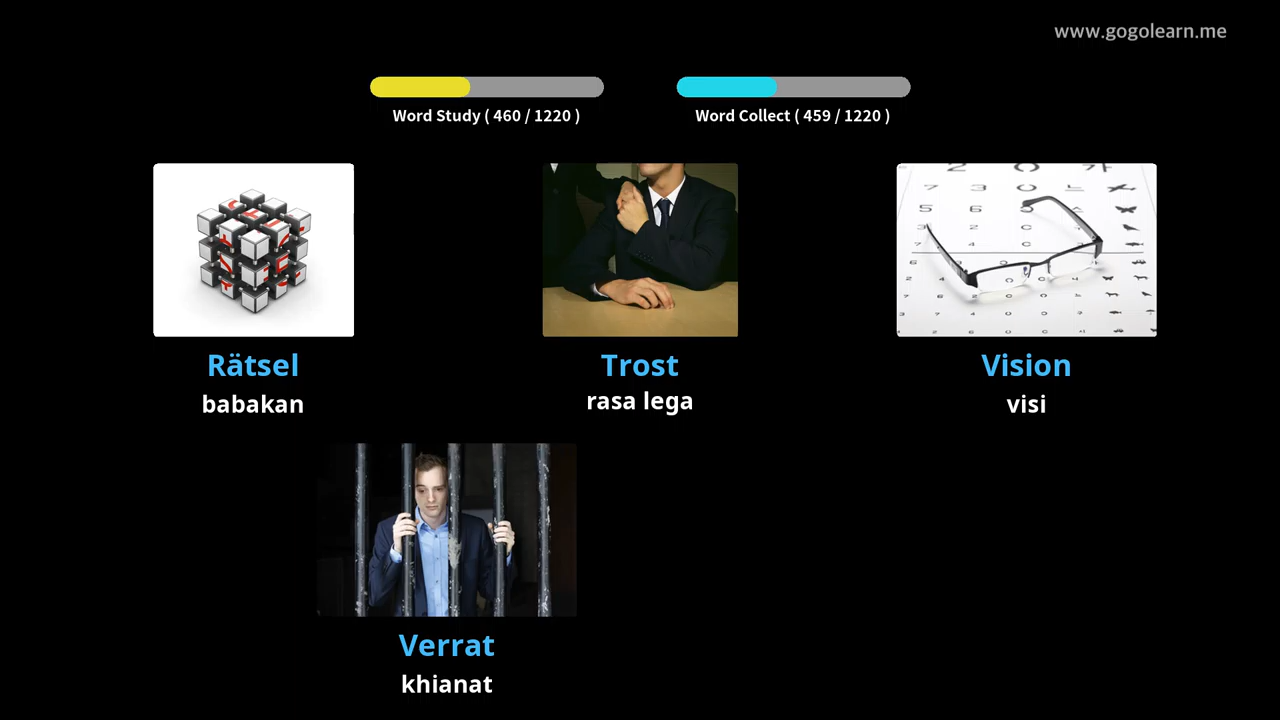 www.gogolearn.me
Word Study ( 460 / 1220 )
Word Collect ( 459 / 1220 )
Rätsel
babakan
Trost
rasa lega
Vision
visi
Verrat
khianat